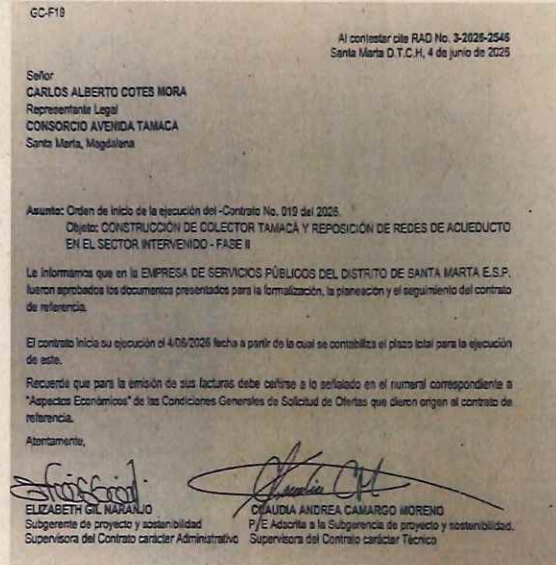 GC-F18
Al contestar cite RAD No. 3-2026-2546
Santa Marta D.T.C.H, 4 de junio de 2026
Señor
CARLOS ALBERTO COTES MORA
Representante Legal
CONSORCIO AVENIDA TAMACA
Santa Marta, Magdalena
Asunto: Orden de inicio de la ejecución del -Contrato No. 019 del 2026.
Objeto: CONSTRUCCIÓN DE COLECTOR TAMACÁ Y REPOSICIÓN DE REDES DE ACUEDUCTO
EN EL SECTOR INTERVENIDO - FASE II
Le informamos que en la EMPRESA DE SERVICIOS PÚBLICOS DEL DISTRITO DE SANTA MARTA E.S.P.
fueron aprobados los documentos presentados para la formalización, la planeación y el seguimiento del contrato
de referencia.
El contrato inicia su ejecución el 4/06/2026 fecha a partir de la cual se contabiliza el plazo total para la ejecución
de este.
Recuerde que para la emisión de sus facturas debe ceñirse a lo señalado en el numeral correspondiente a
"Aspectos Económicos" de las Condiciones Generales de Solicitud de Ofertas que dieron origen al contrato de
referencia.
Atentamente,
ELIZABETH GIL NARANJO
Subgerente de proyecto y sostenibilidad
Supervisora del Contrato carácter Administrativo
CLAUDIA ANDREA CAMARGO MORENO
P/E Adscrita a la Subgerencia de proyecto y sostenibilidad.
Supervisora del Contrato carácter Técnico